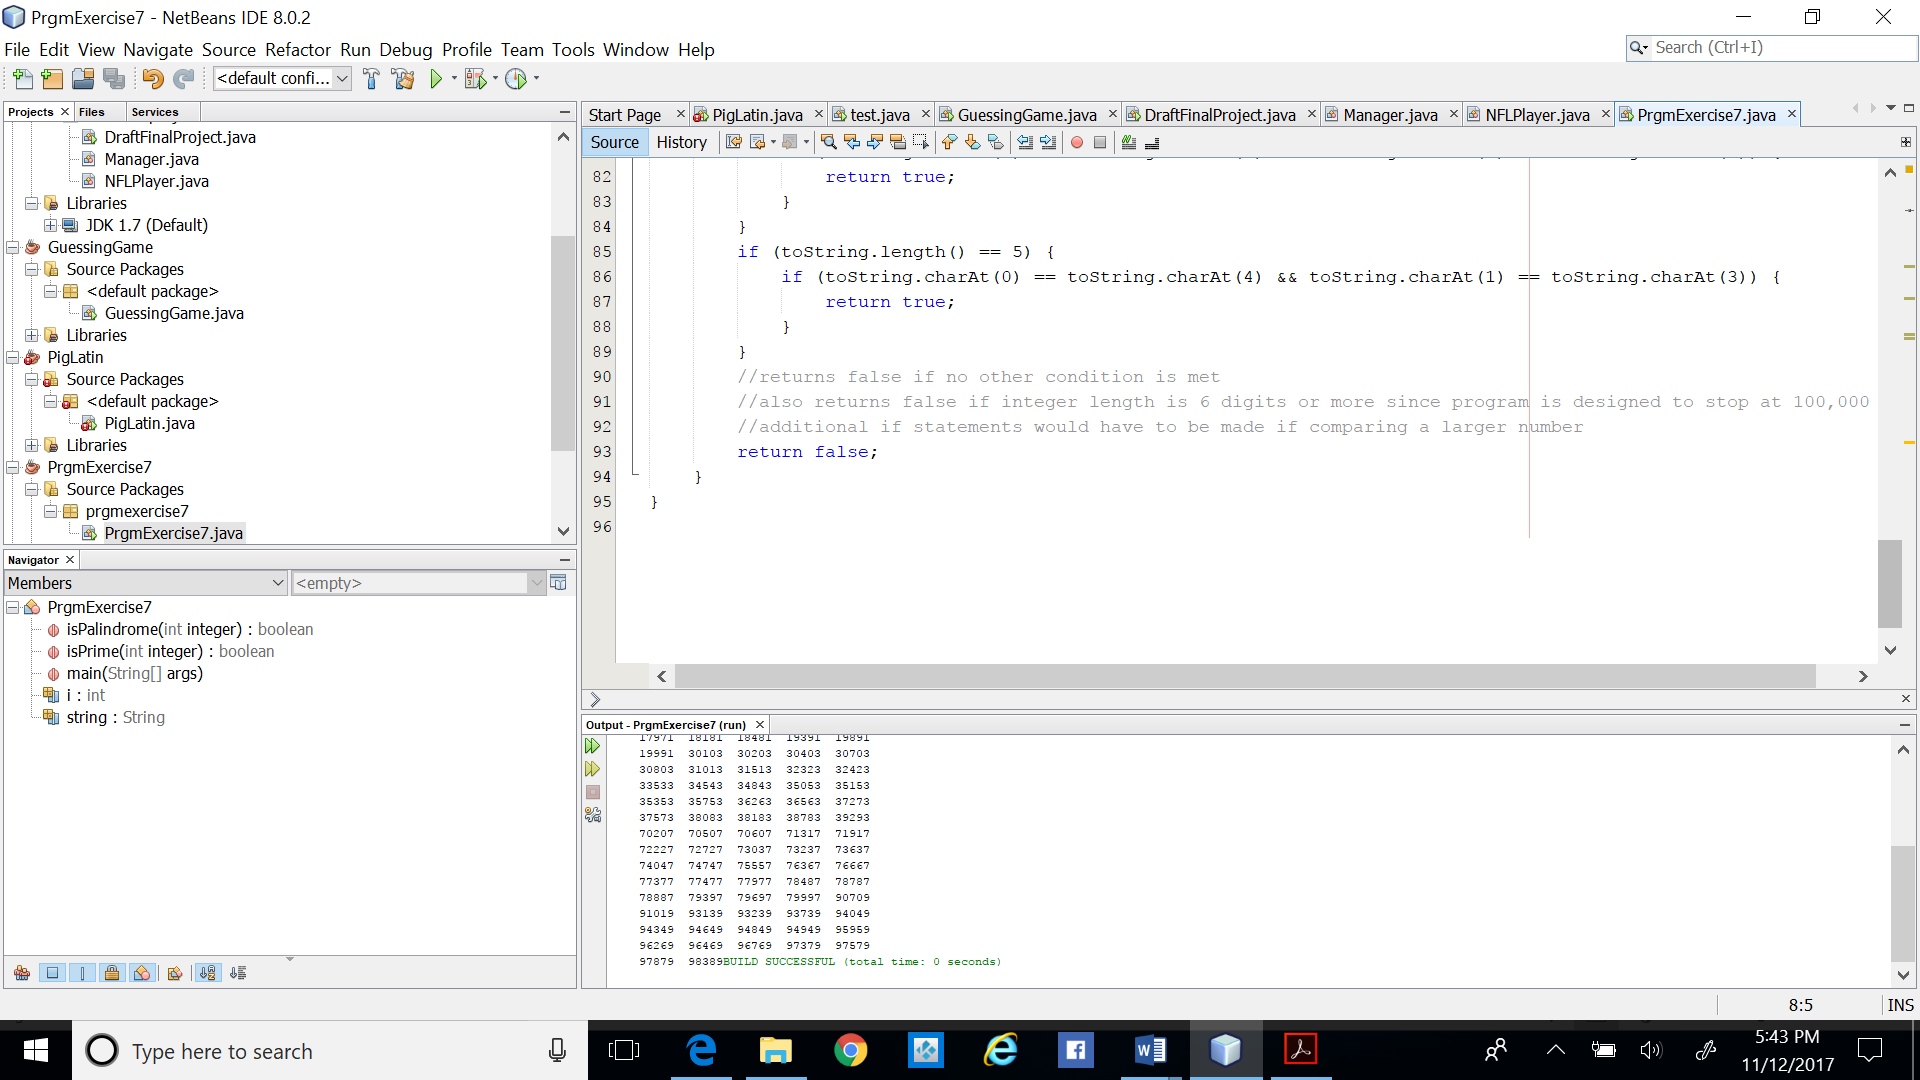 PrgmExercise7 - NetBeans IDE 8.0.2
File Edit View Navigate Source Refactor Run Debug Profile Team Tools Window Help
Search (Ctrl+I)
<default confi...
Projects Files Services
DraftFinalProject.java
Manager.java
NFLPlayer.java
Libraries
JDK 1.7 (Default)
GuessingGame
Source Packages
<default package>
GuessingGame.java
Libraries
PigLatin
Source Packages
<default package>
PigLatin.java
Libraries
PrgmExercise7
Source Packages
prgmexercise7
PrgmExercise7.java
Navigator
Members <empty>
PrgmExercise7
isPalindrome(int integer) : boolean
isPrime(int integer) : boolean
main(String[] args)
i : int
string : String
Start Page PigLatin.java test.java GuessingGame.java DraftFinalProject.java Manager.java NFLPlayer.java PrgmExercise7.java
Source History
82 return true;
83 }
84 }
85 if (toString.length() == 5) {
86 if (toString.charAt(0) == toString.charAt(4) && toString.charAt(1) == toString.charAt(3)) {
87 return true;
88 }
89 }
90 //returns false if no other condition is met
91 //also returns false if integer length is 6 digits or more since program is designed to stop at 100,000
92 //additional if statements would have to be made if comparing a larger number
93 return false;
94 }
95 }
96
Output - PrgmExercise7 (run)
17971 18181 18481 19391 19891
19991 30103 30203 30403 30703
30803 31013 31513 32323 32423
33533 34543 34843 35053 35153
35353 35753 36263 36563 37273
37573 38083 38183 38783 39293
70207 70507 70607 71317 71917
72227 72727 73037 73237 73637
74047 74747 75557 76367 76667
77377 77477 77977 78487 78787
78887 79397 79697 79997 90709
91019 93139 93239 93739 94049
94349 94649 94849 94949 95959
96269 96469 96769 97379 97579
97879 98389BUILD SUCCESSFUL (total time: 0 seconds)
8:5 INS
Type here to search
5:43 PM
11/12/2017